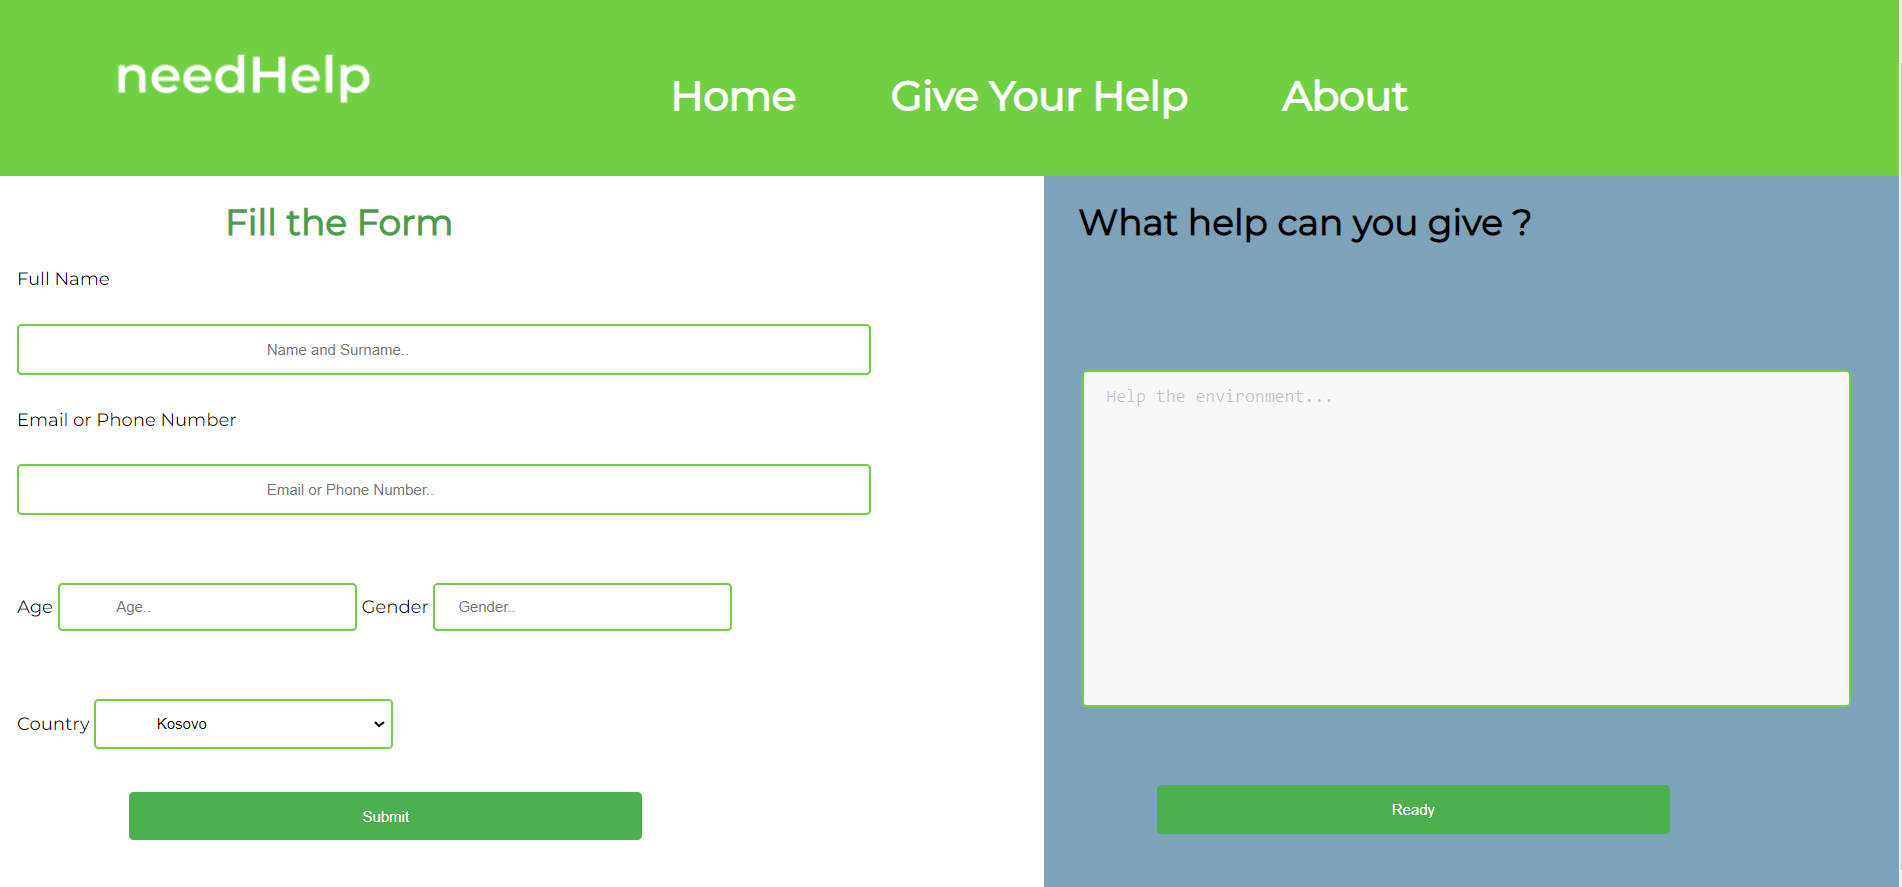 needHelp
Home
Give Your Help
About
Fill the Form
Full Name
Name and Surname..
Email or Phone Number
Email or Phone Number..
Age
Age..
Gender
Gender..
Country
Kosovo
Submit
What help can you give ?
Help the environment...
Ready